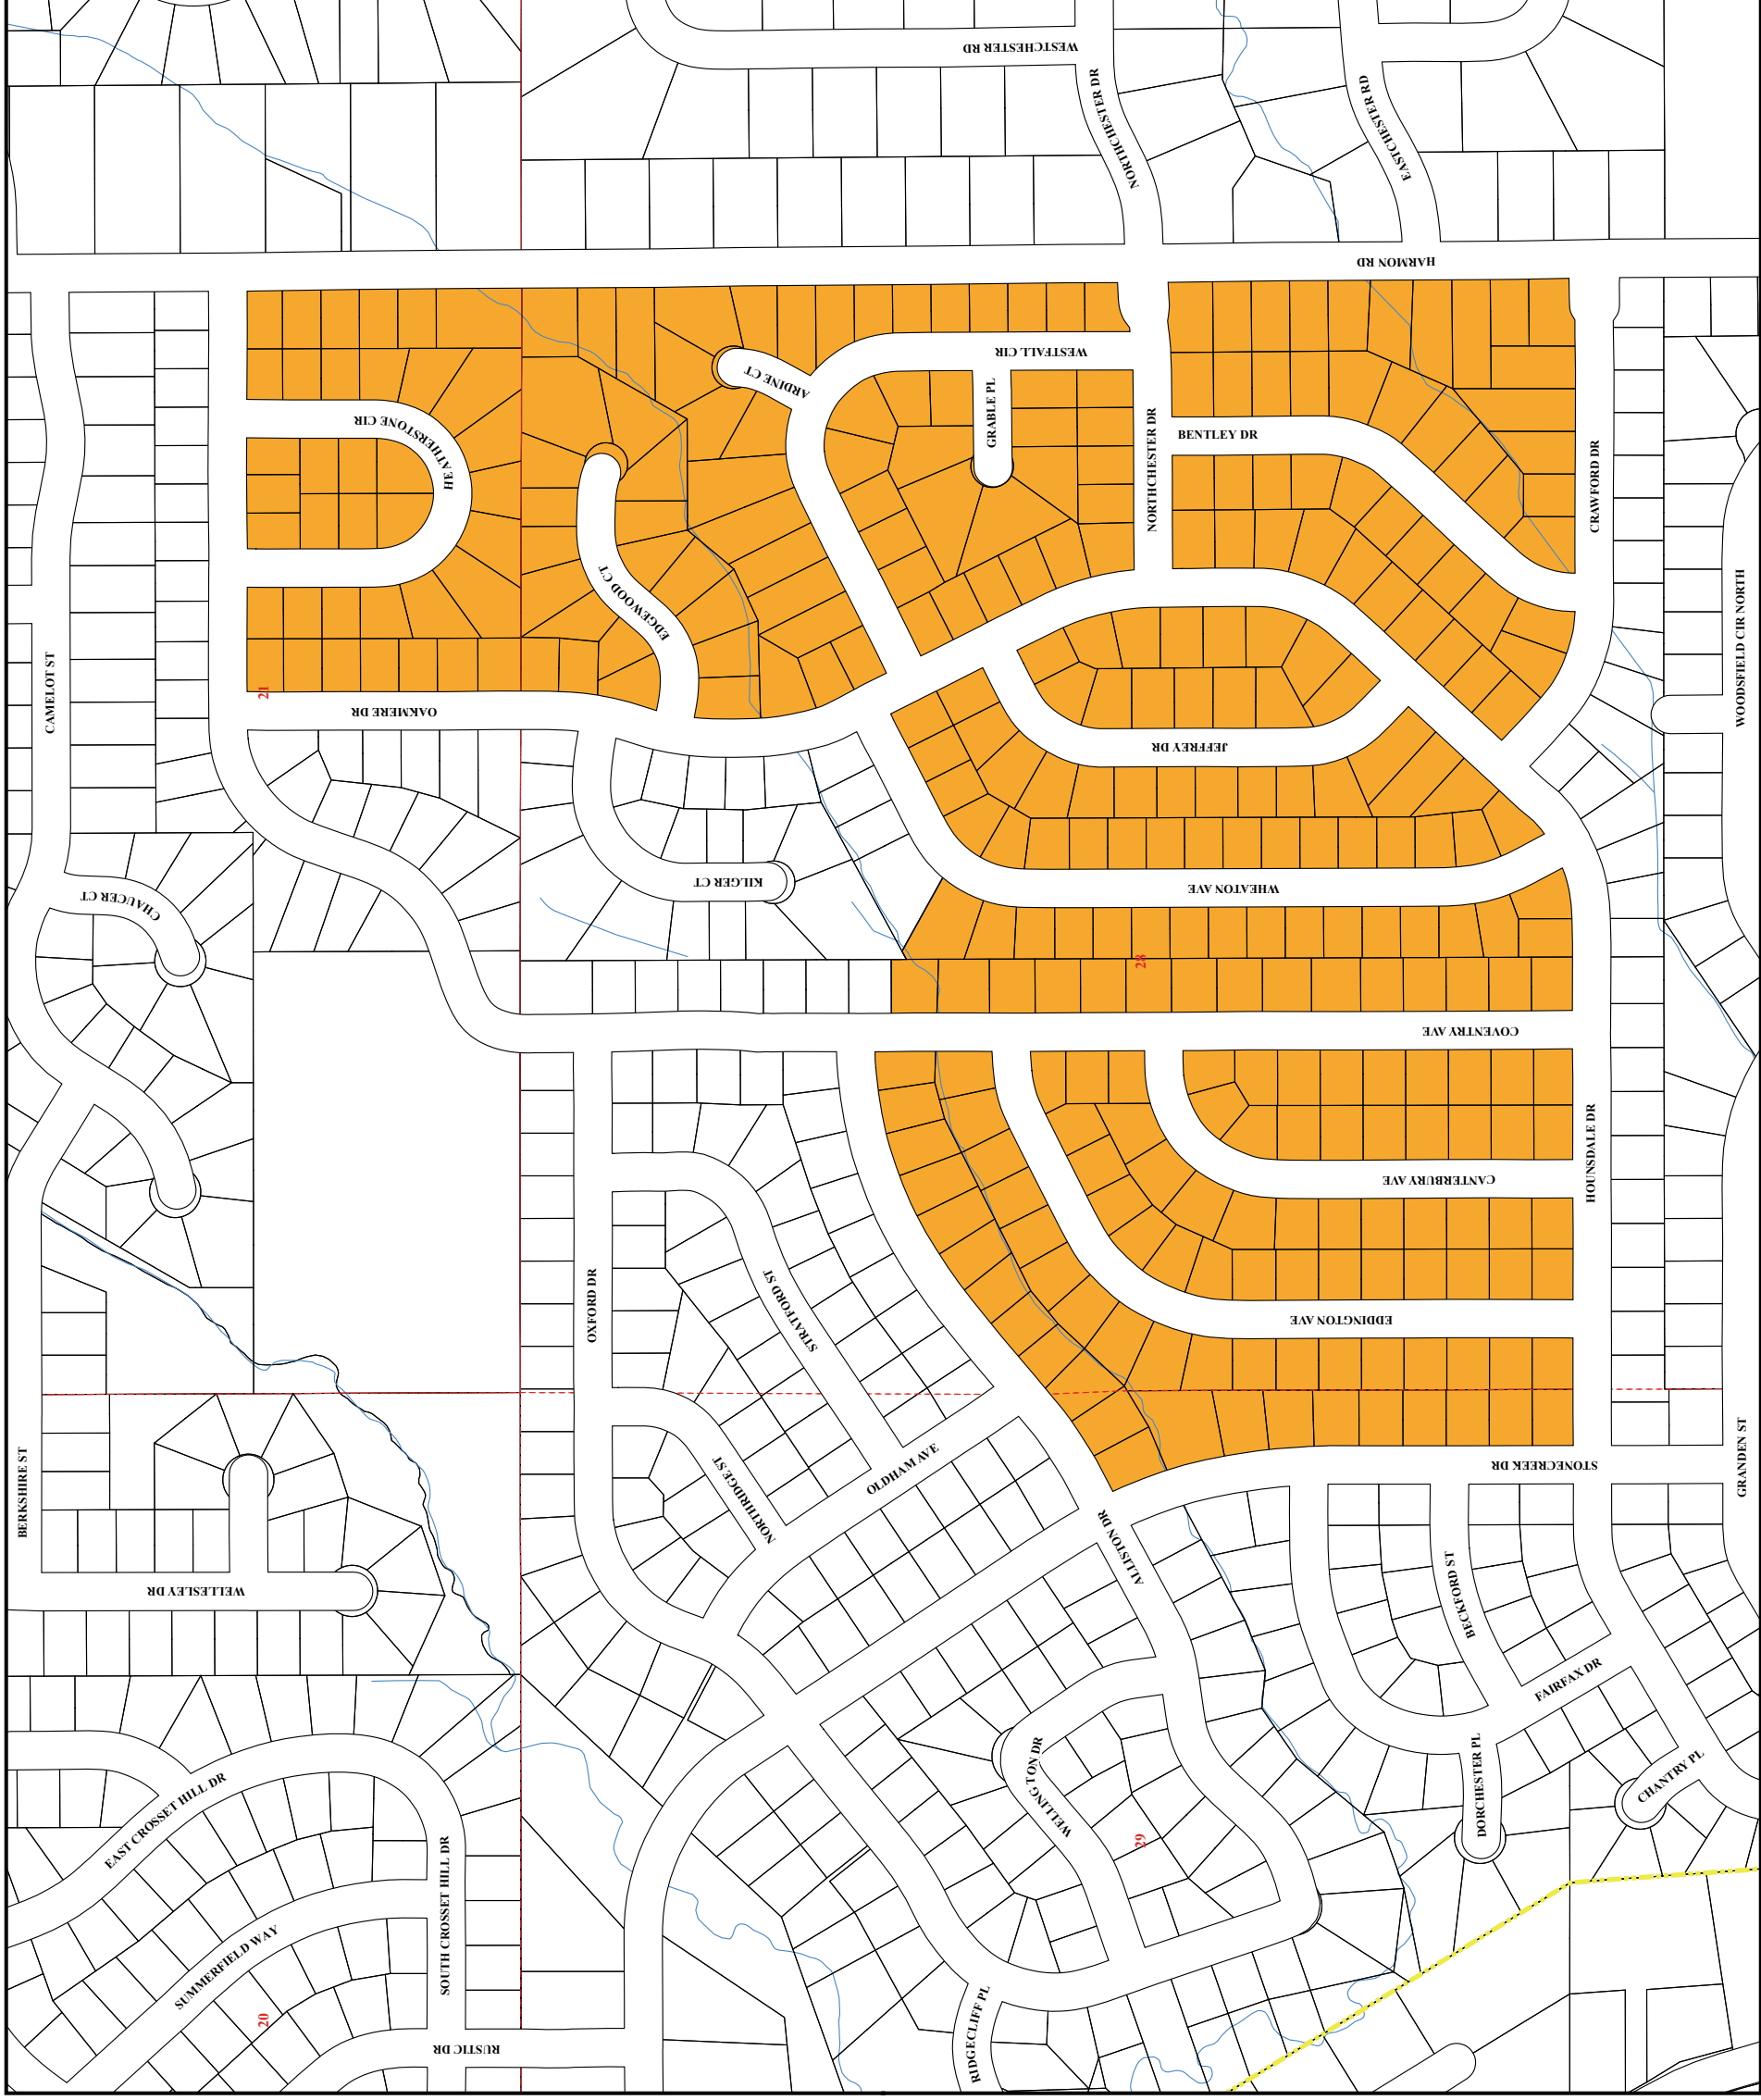 WESTCHESTER RD
NORTHCHESTER DR
EASTCHESTER RD
HARMON RD
WESTFALL CIR
ARDINE CT
GRABLE PL
HEATHERSTONE CIR
NORTHCHESTER DR
BENTLEY DR
CRAWFORD DR
EDGEWOOD CT
WOODSFIELD CIR NORTH
CAMELOT ST
21
OAKMERE DR
JEFFREY DR
KILGER CT
WHEATON AVE
CHAUCER CT
28
COVENTRY AVE
CANTERBURY AVE
HOUNSDALE DR
OXFORD DR
STRATFORD ST
EDDINGTON AVE
BERKSHIRE ST
NORTHRIDGE ST
OLDHAM AVE
STONECREEK DR
GRANDEN ST
ALLISTON DR
BECKFORD ST
WELLESLEY DR
FAIRFAX DR
WELLINGTON DR
DORCHESTER PL
CHANTRY PL
EAST CROSSET HILL DR
29
SOUTH CROSSET HILL DR
SUMMERFIELD WAY
20
RIDGECLIFF PL
RUSTIC DR